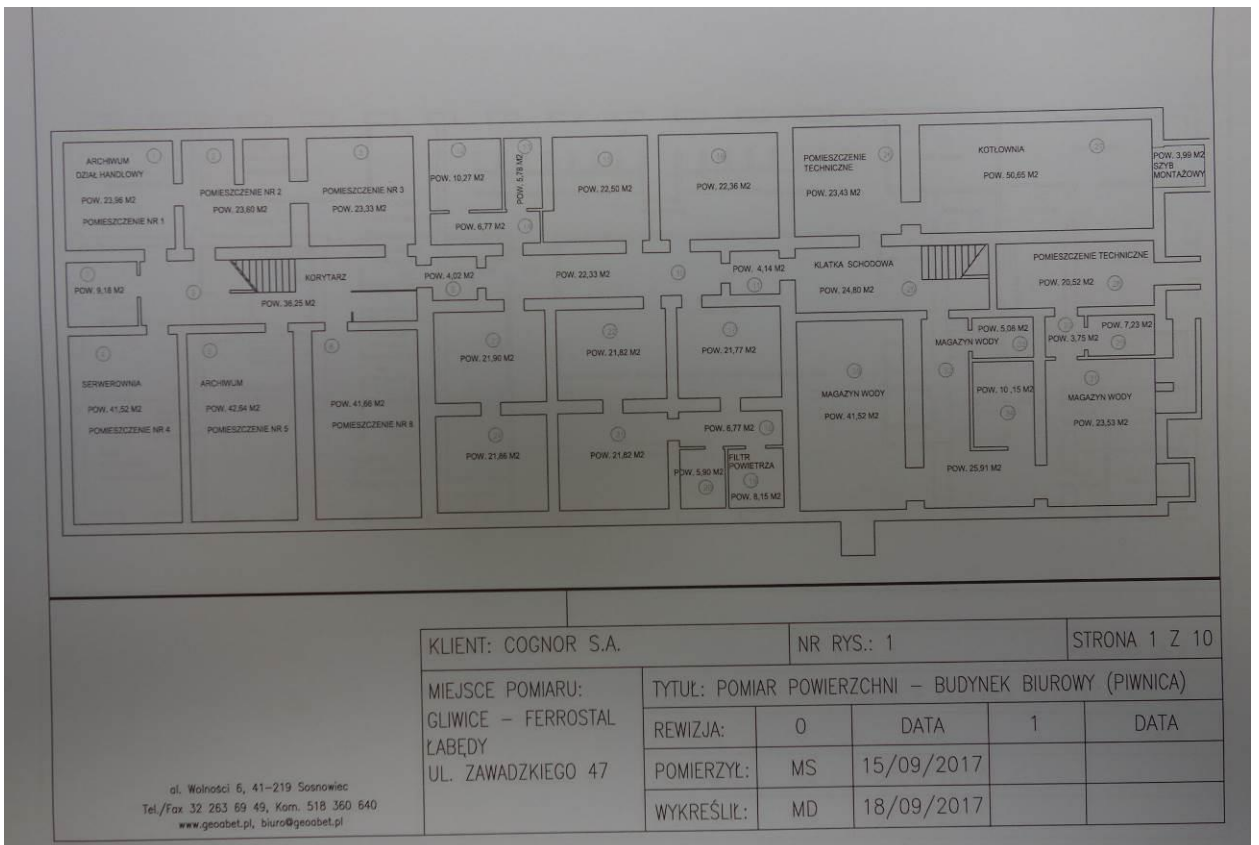 ARCHIWUM
DZIAŁ HANDLOWY
POW. 23,96 M2
POMIESZCZENIE NR 1
POMIESZCZENIE NR 2
POW. 23,60 M2
POMIESZCZENIE NR 3
POW. 23,33 M2
POW. 10,27 M2
POW. 5,78 M2
POW. 6,77 M2
POW. 22,50 M2
POW. 22,36 M2
POMIESZCZENIE
TECHNICZNE
POW. 23,43 M2
KOTŁOWNIA
POW. 50,65 M2
POW. 3,99 M2
SZYB
MONTAŻOWY
POW. 9,18 M2
KORYTARZ
POW. 36,25 M2
POW. 4,02 M2
POW. 22,33 M2
POW. 4,14 M2
KLATKA SCHODOWA
POW. 24,80 M2
POMIESZCZENIE TECHNICZNE
POW. 20,52 M2
SERWEROWNIA
POW. 41,52 M2
POMIESZCZENIE NR 4
ARCHIWUM
POW. 42,64 M2
POMIESZCZENIE NR 5
POW. 41,66 M2
POMIESZCZENIE NR 6
POW. 21,90 M2
POW. 21,82 M2
POW. 21,77 M2
MAGAZYN WODY
POW. 41,52 M2
MAGAZYN WODY
POW. 5,06 M2
POW. 3,75 M2
POW. 7,23 M2
POW. 10 ,15 M2
MAGAZYN WODY
POW. 23,53 M2
POW. 21,86 M2
POW. 21,82 M2
POW. 6,77 M2
POW. 5,90 M2
FILTR
POWIETRZA
POW. 6,15 M2
POW. 25,91 M2
KLIENT: COGNOR S.A.
NR RYS.: 1
STRONA 1 Z 10
MIEJSCE POMIARU:
GLIWICE – FERROSTAL
ŁABĘDY
UL. ZAWADZKIEGO 47
TYTUŁ: POMIAR POWIERZCHNI – BUDYNEK BIUROWY (PIWNICA)
REWIZJA: 0 DATA 1 DATA
POMIERZYŁ: MS 15/09/2017
WYKREŚLIŁ: MD 18/09/2017
al. Wolności 6, 41-219 Sosnowiec
Tel./Fax 32 263 69 49, Kom. 518 360 640
www.geoabet.pl, biuro@geoabet.pl